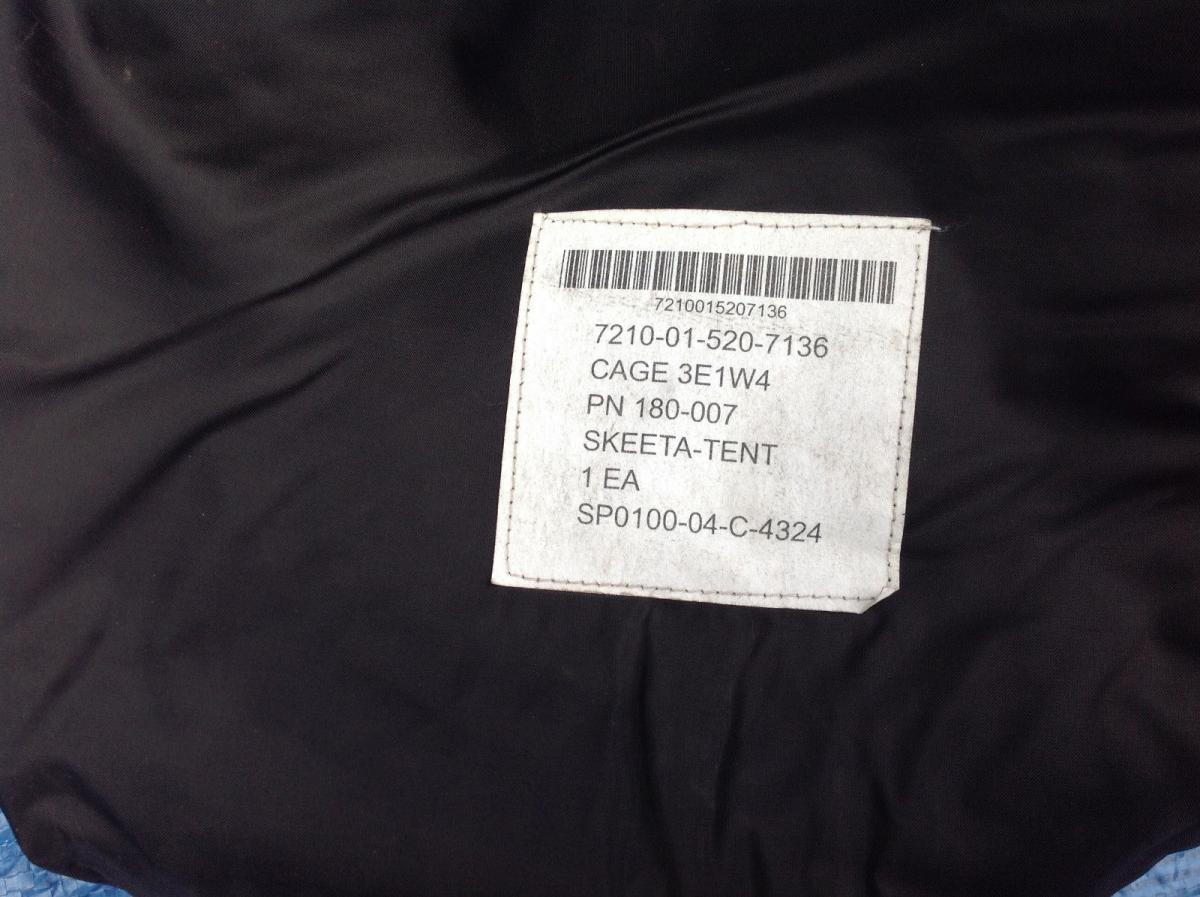 7210015207136
7210-01-520-7136
CAGE 3E1W4
PN 180-007
SKEETA-TENT
1 EA
SP0100-04-C-4324